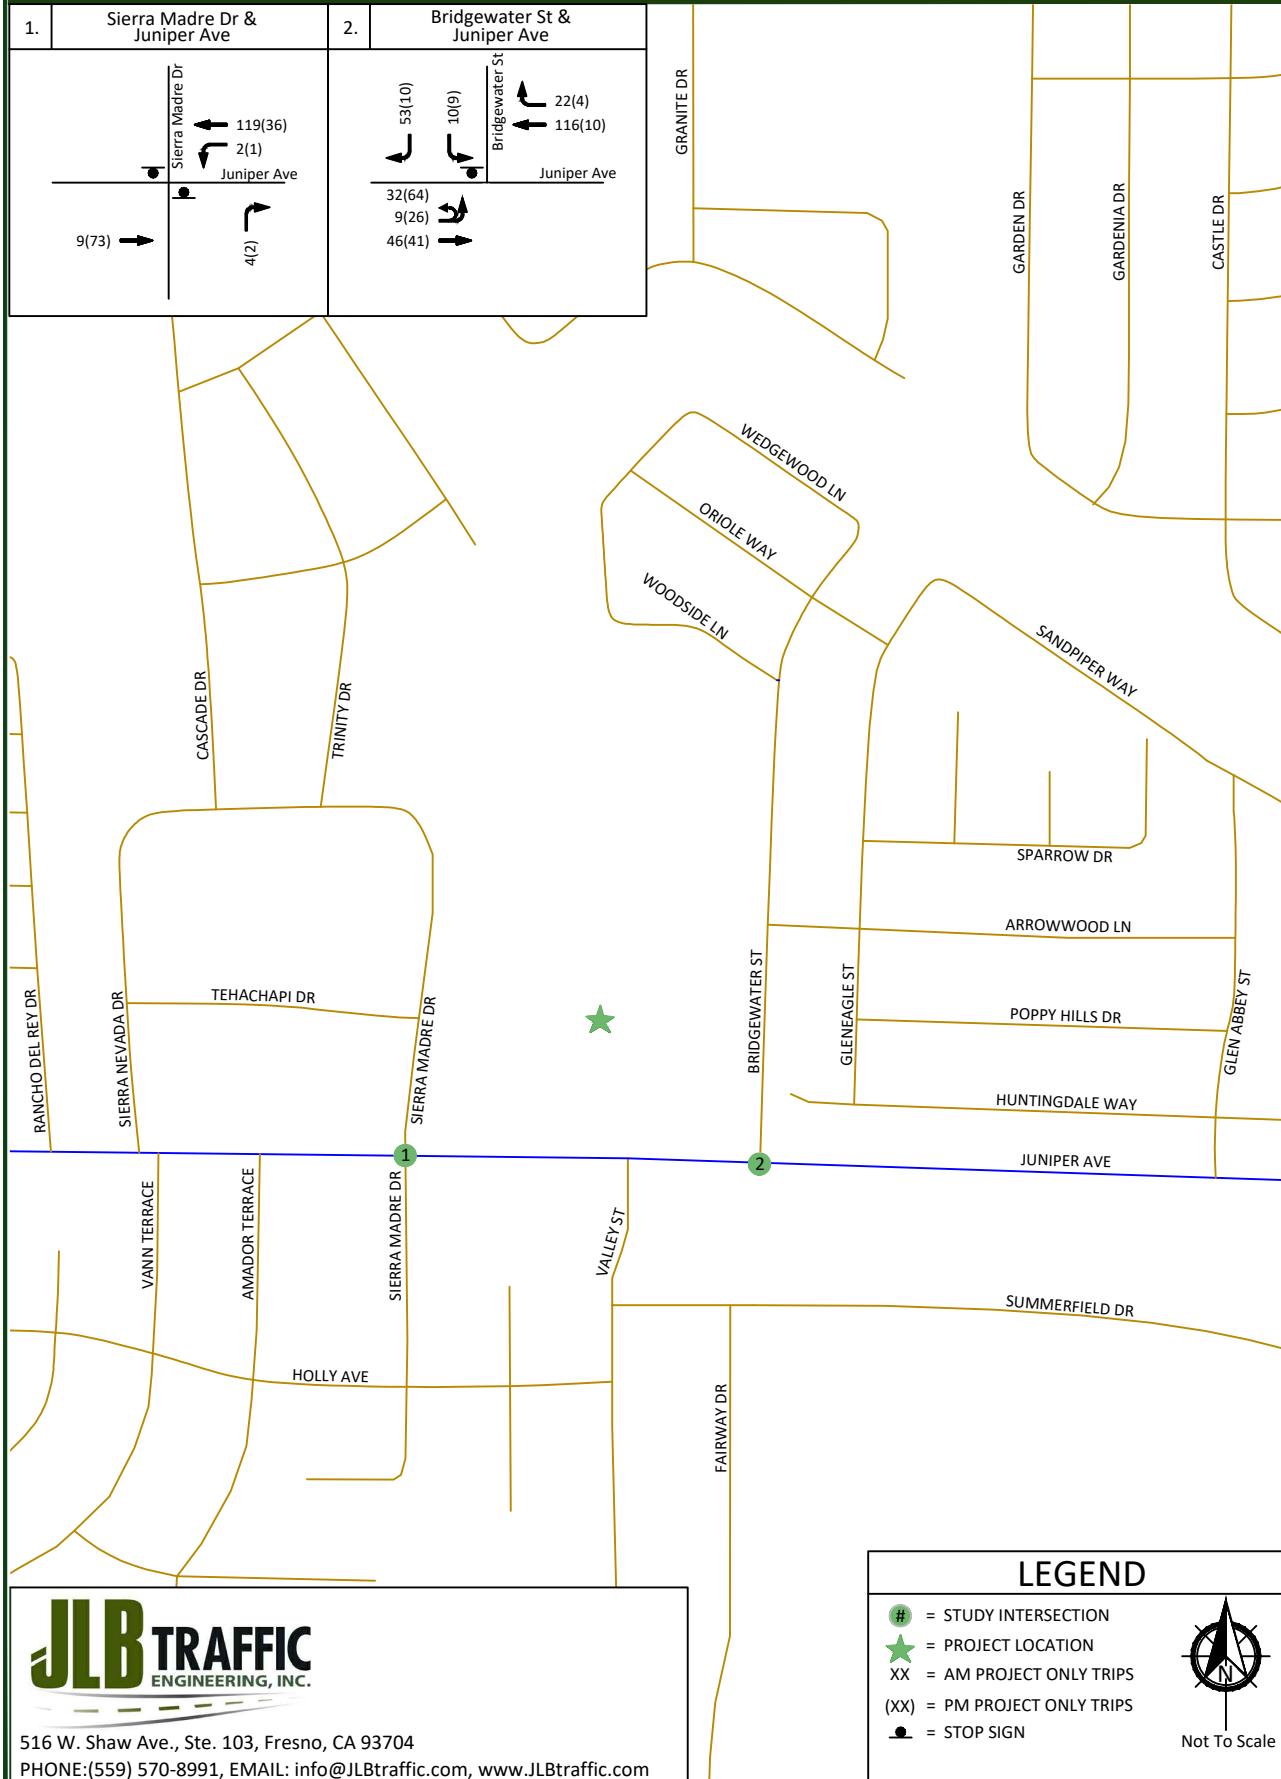 1.
Sierra Madre Dr &
Juniper Ave
2.
Bridgewater St &
Juniper Ave
Sierra Madre Dr
119(36)
2(1)
Juniper Ave
9(73)
4(2)
53(10)
10(9)
Bridgewater St
22(4)
116(10)
Juniper Ave
32(64)
9(26)
46(41)
GRANITE DR
GARDEN DR
GARDENIA DR
CASTLE DR
WEDGEWOOD LN
ORIOLE WAY
WOODSIDE LN
SANDPIPER WAY
CASCADE DR
TRINITY DR
SPARROW DR
ARROWWOOD LN
TEHACHAPI DR
RANCHO DEL REY DR
SIERRA NEVADA DR
SIERRA MADRE DR
BRIDGEWATER ST
GLENEAGLE ST
POPPY HILLS DR
GLEN ABBEY ST
HUNTINGDALE WAY
1
2
JUNIPER AVE
VANN TERRACE
AMADOR TERRACE
SIERRA MADRE DR
VALLEY ST
SUMMERFIELD DR
HOLLY AVE
FAIRWAY DR
LEGEND
# = STUDY INTERSECTION
= PROJECT LOCATION
XX = AM PROJECT ONLY TRIPS
(XX) = PM PROJECT ONLY TRIPS
= STOP SIGN
N
Not To Scale
JLB TRAFFIC
ENGINEERING, INC.
516 W. Shaw Ave., Ste. 103, Fresno, CA 93704
PHONE:(559) 570-8991, EMAIL: info@JLBtraffic.com, www.JLBtraffic.com